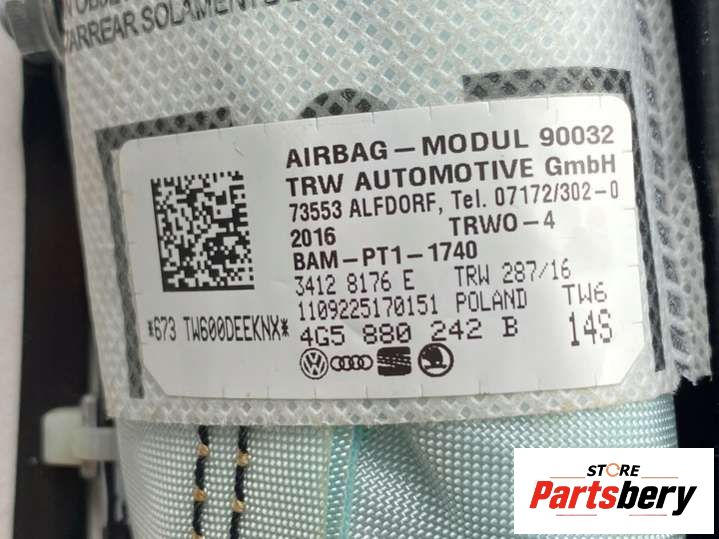 CARREAR SOLAMENT
AIRBAG-MODUL 90032
TRW AUTOMOTIVE GmbH
73553 ALFDORF, Tel. 07172/302-0
2016 TRWO-4
BAM-PT1-1740
3412 8176 E TRW 287/16
1109225170151 POLAND TW6
*673 TW600DEEKNX* 4G5 880 242 B 14S
STORE
Partsbery